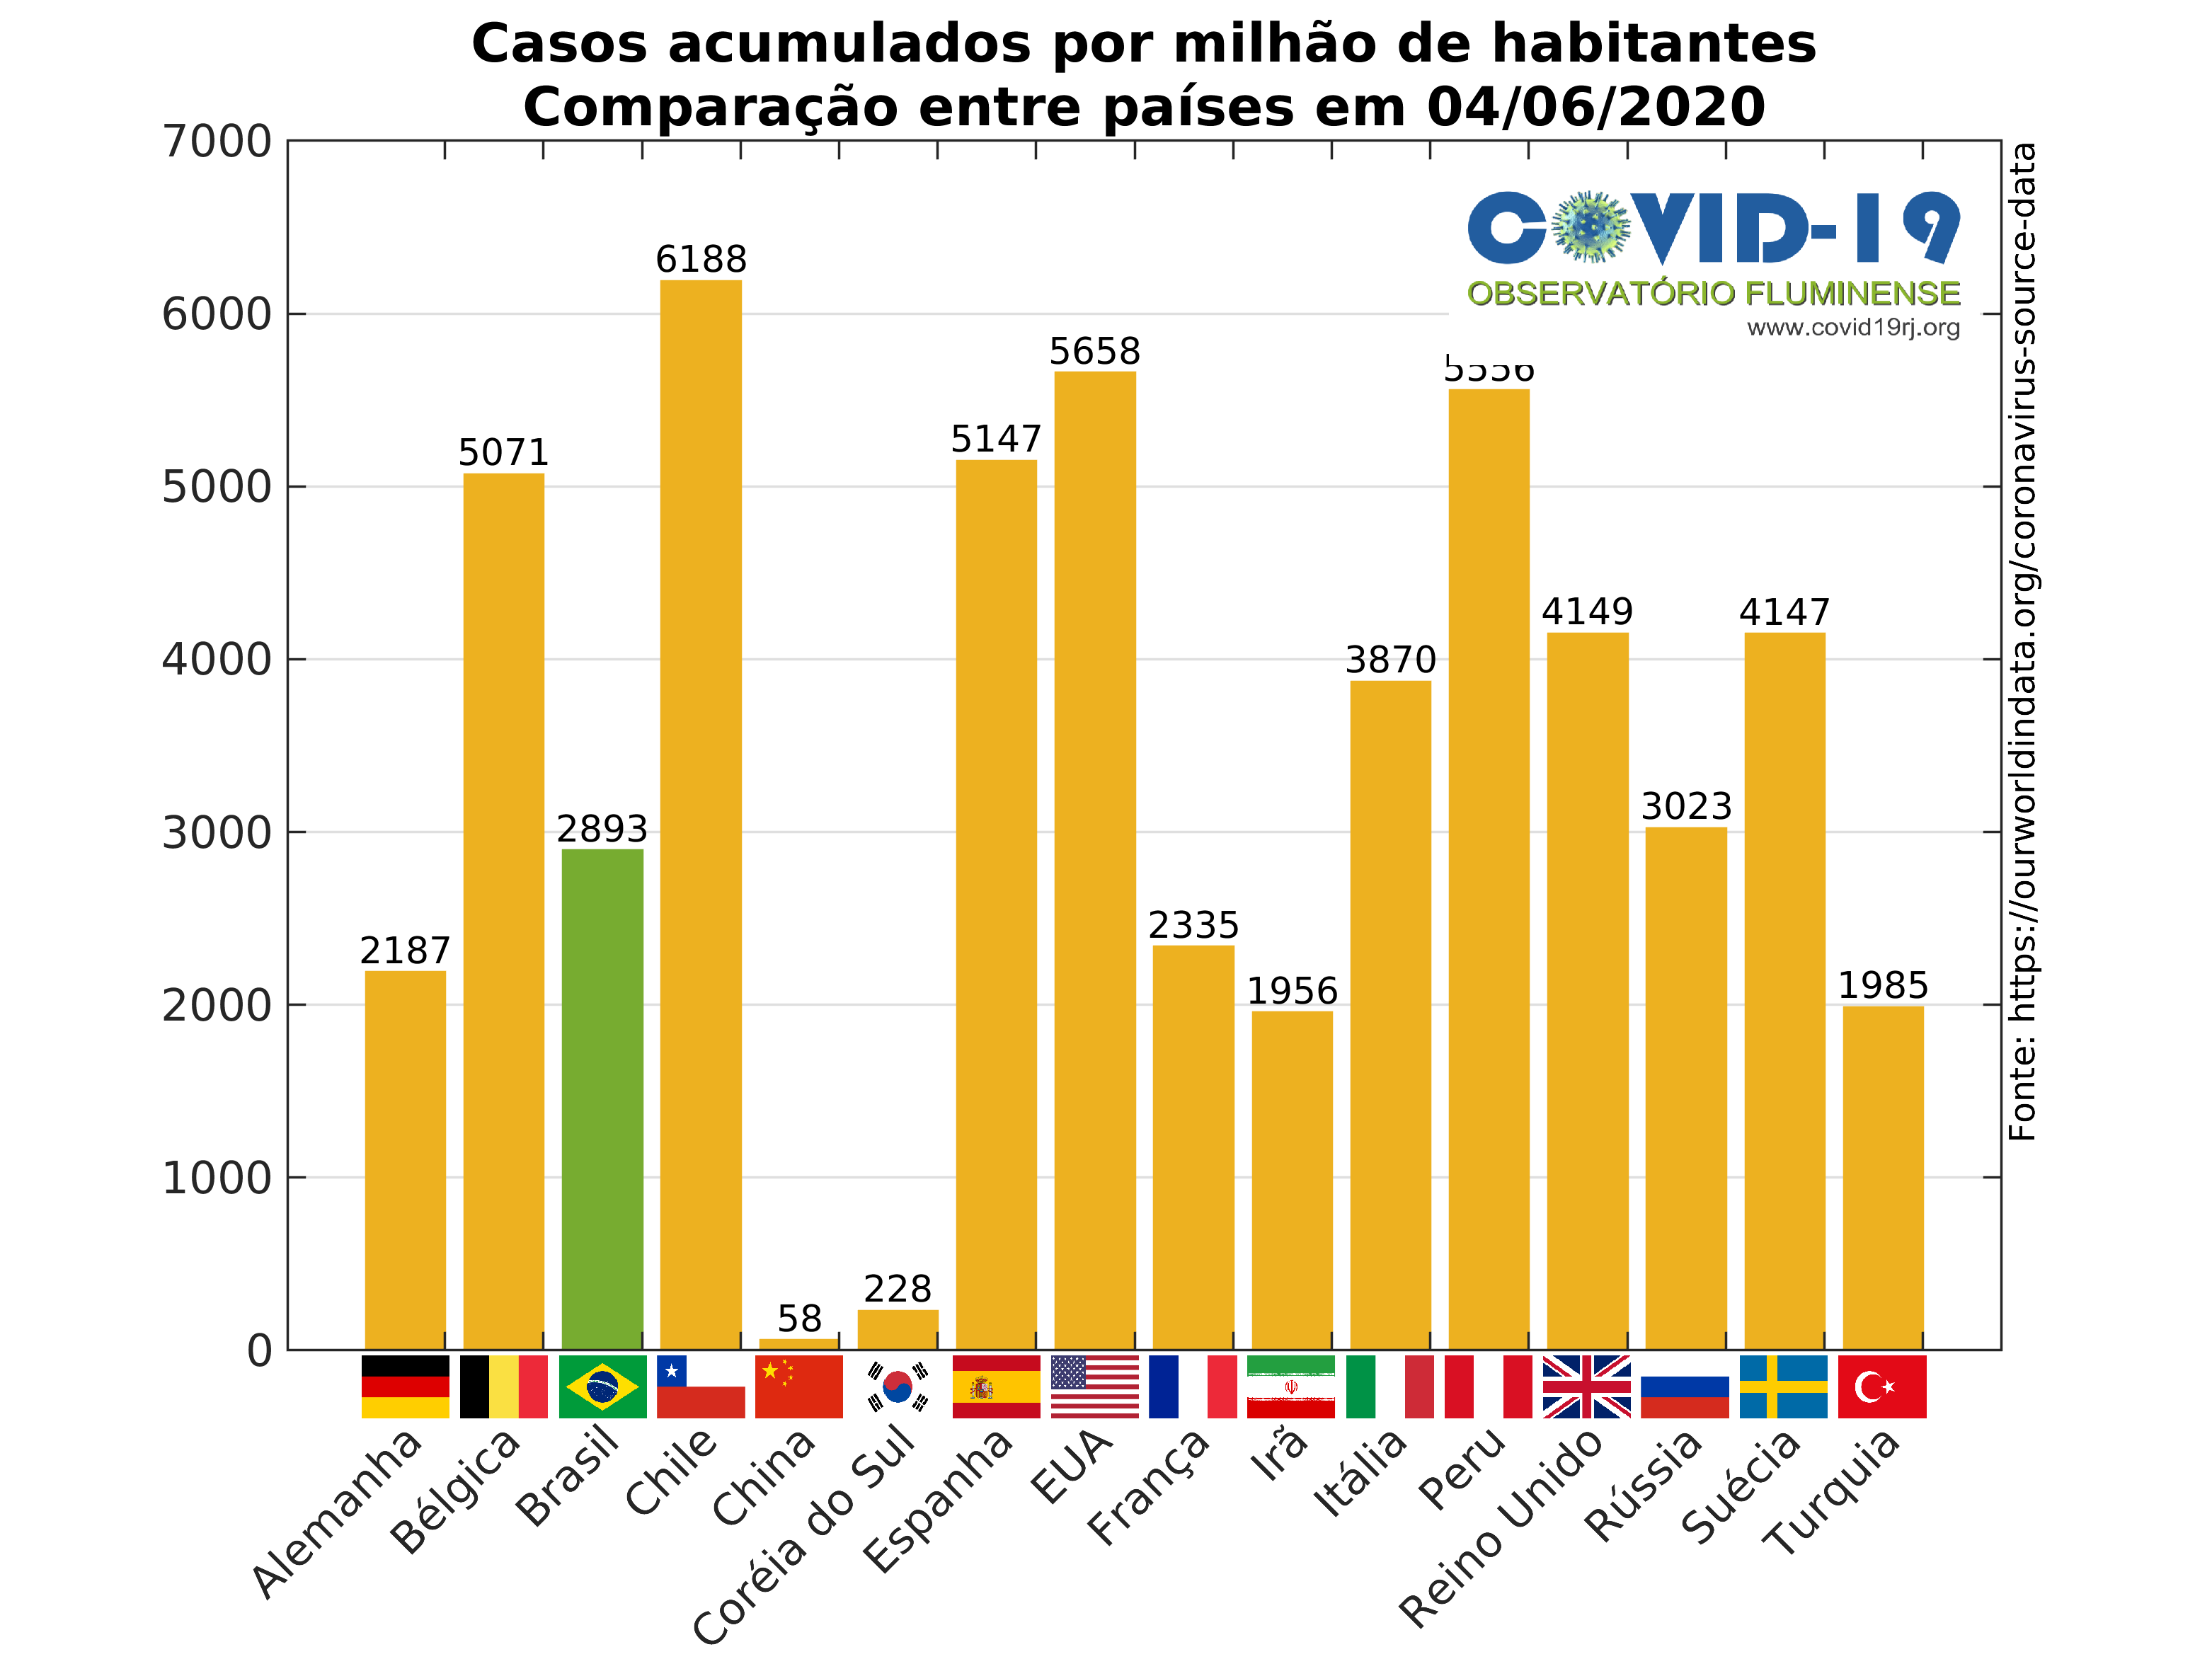 Casos acumulados por milhão de habitantes
Comparação entre países em 04/06/2020
7000
6000
5000
4000
3000
2000
1000
0
2187
5071
2893
6188
58
228
5147
5658
2335
1956
3870
4149
3023
4147
1985
COVID-19
OBSERVATÓRIO FLUMINENSE
www.covid19rj.org
Fonte: https://ourworldindata.org/coronavirus-source-data
Alemanha
Bélgica
Brasil
Chile
China
Coréia do Sul
Espanha
EUA
França
Irã
Itália
Peru
Reino Unido
Rússia
Suécia
Turquia